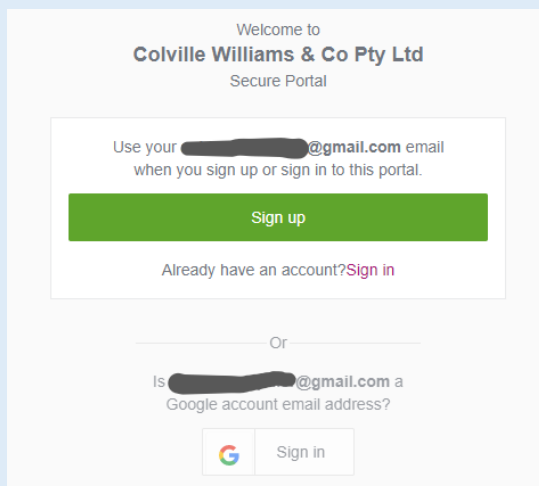 Welcome to
Colville Williams & Co Pty Ltd
Secure Portal
Use your @gmail.com email
when you sign up or sign in to this portal.
Sign up
Already have an account?Sign in
Or
Is @gmail.com a
Google account email address?
Sign in